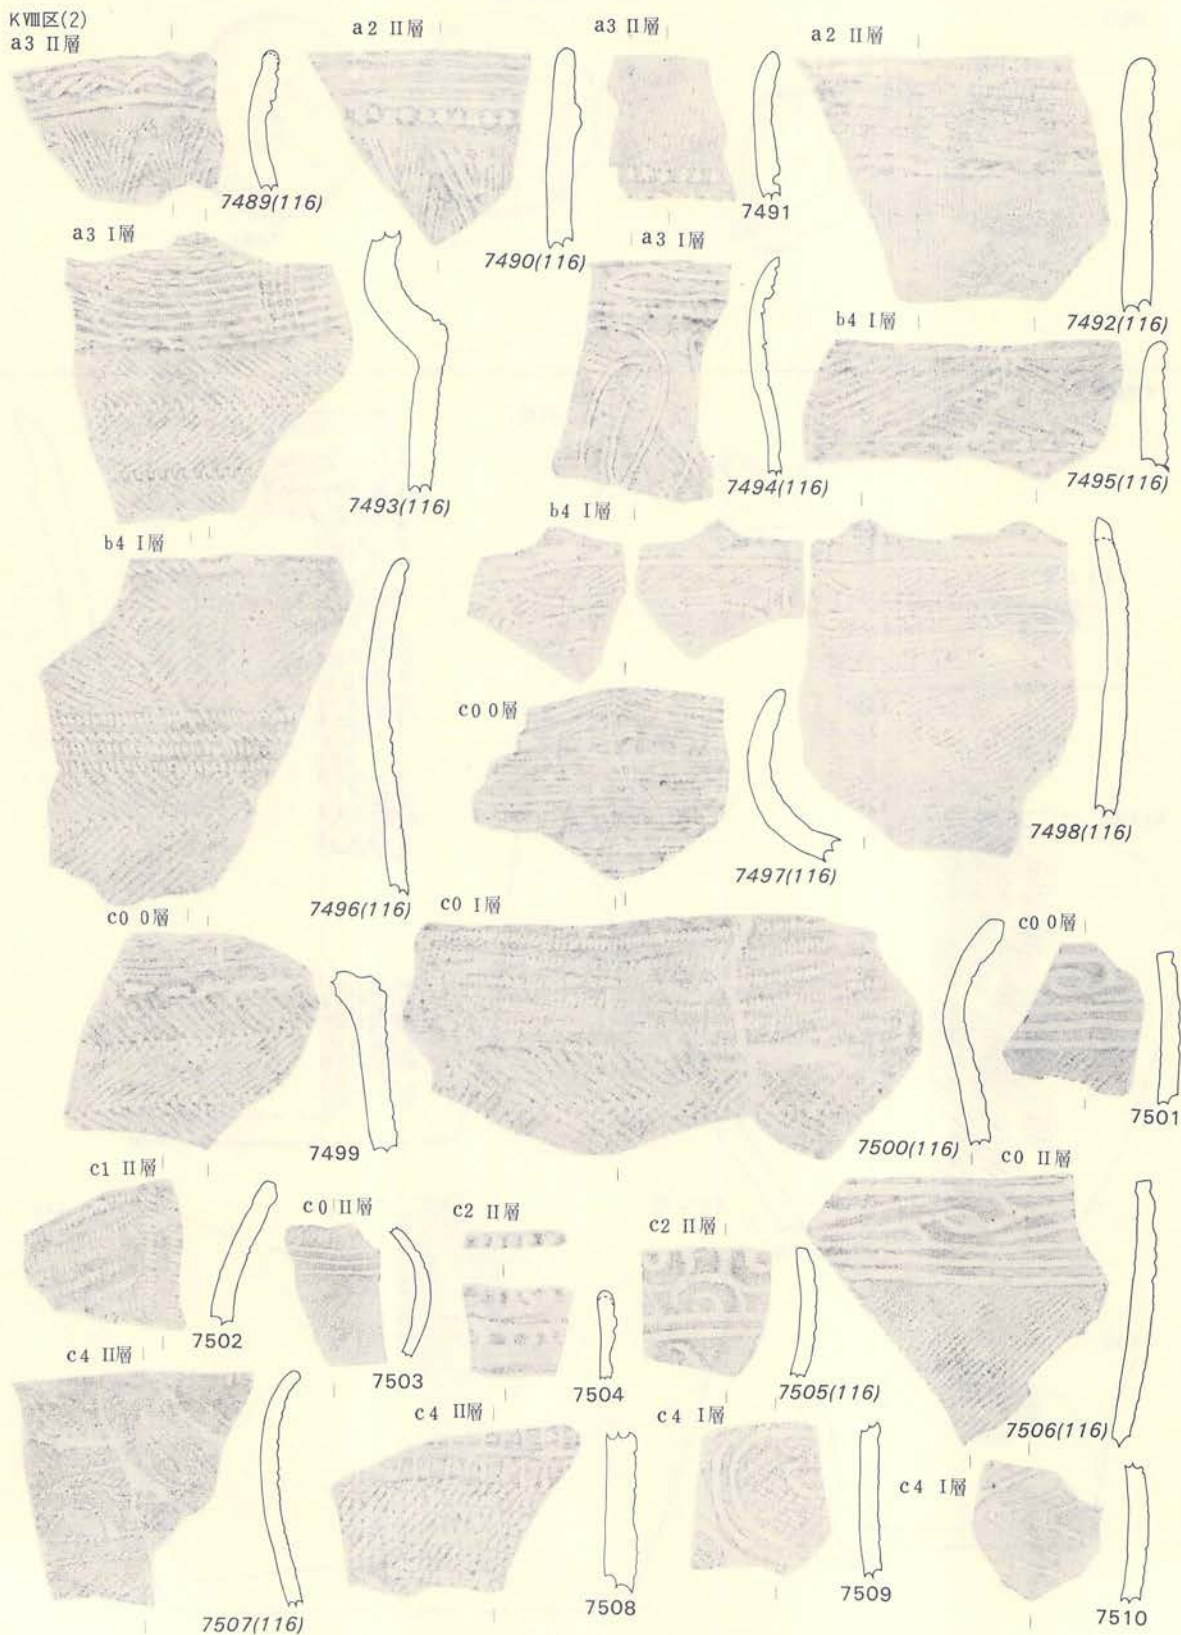 KⅧ区(2)
a3 II層
a2 II層
a3 II層
a2 II層
7489(116)
7490(116)
7491
7492(116)
a3 I層
a3 I層
b4 I層
7493(116)
7494(116)
7495(116)
b4 I層
b4 I層
c0 0層
7496(116)
7497(116)
7498(116)
c0 0層
c0 I層
c0 0層
7499
7500(116)
7501
c1 II層
c0 II層
c2 II層
c2 II層
c0 II層
7502
7503
7504
7505(116)
7506(116)
c4 II層
c4 II層
c4 I層
c4 I層
7507(116)
7508
7509
7510